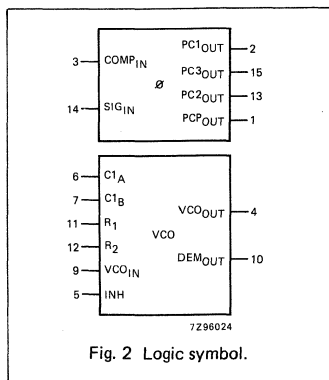 PC1OUT 2
3 COMPIN
PC3OUT 15
Ø
PC2OUT 13
14 SIGIN
PCPOUT 1
6 C1A
7 C1B
VCOOUT 4
11 R1
VCO
12 R2
DEMOUT 10
9 VCOIN
5 INH
7Z96024
Fig. 2 Logic symbol.